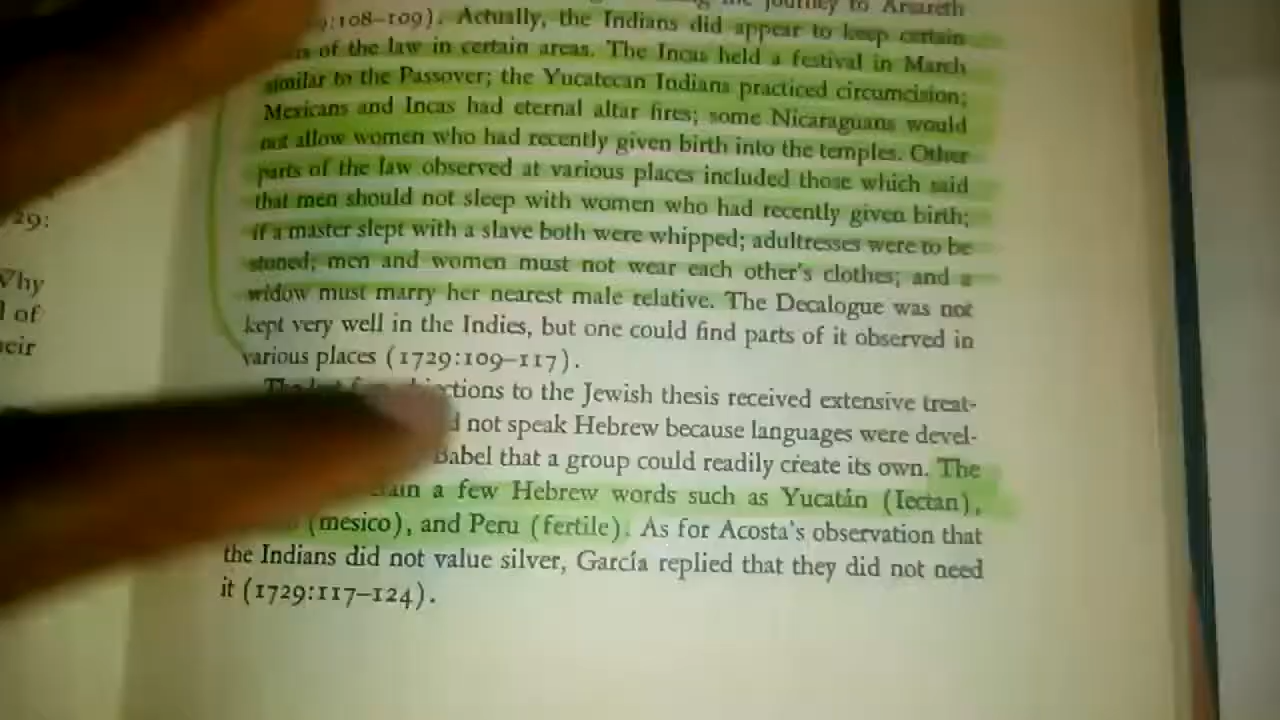 journey to Arsareth
9:108–109). Actually, the Indians did appear to keep certain
of the law in certain areas. The Incas held a festival in March
similar to the Passover; the Yucatecan Indians practiced circumcision;
Mexicans and Incas had eternal altar fires; some Nicaraguans would
not allow women who had recently given birth into the temples. Other
parts of the law observed at various places included those which said
that men should not sleep with women who had recently given birth;
if a master slept with a slave both were whipped; adultresses were to be
stoned; men and women must not wear each other's clothes; and a
widow must marry her nearest male relative. The Decalogue was not
kept very well in the Indies, but one could find parts of it observed in
various places (1729:109–117).
to the Jewish thesis received extensive treat-
not speak Hebrew because languages were devel-
Babel that a group could readily create its own. The
a few Hebrew words such as Yucatán (Iectan),
(mesico), and Peru (fertile). As for Acosta's observation that
the Indians did not value silver, García replied that they did not need
it (1729:117–124).
29:
Why
of